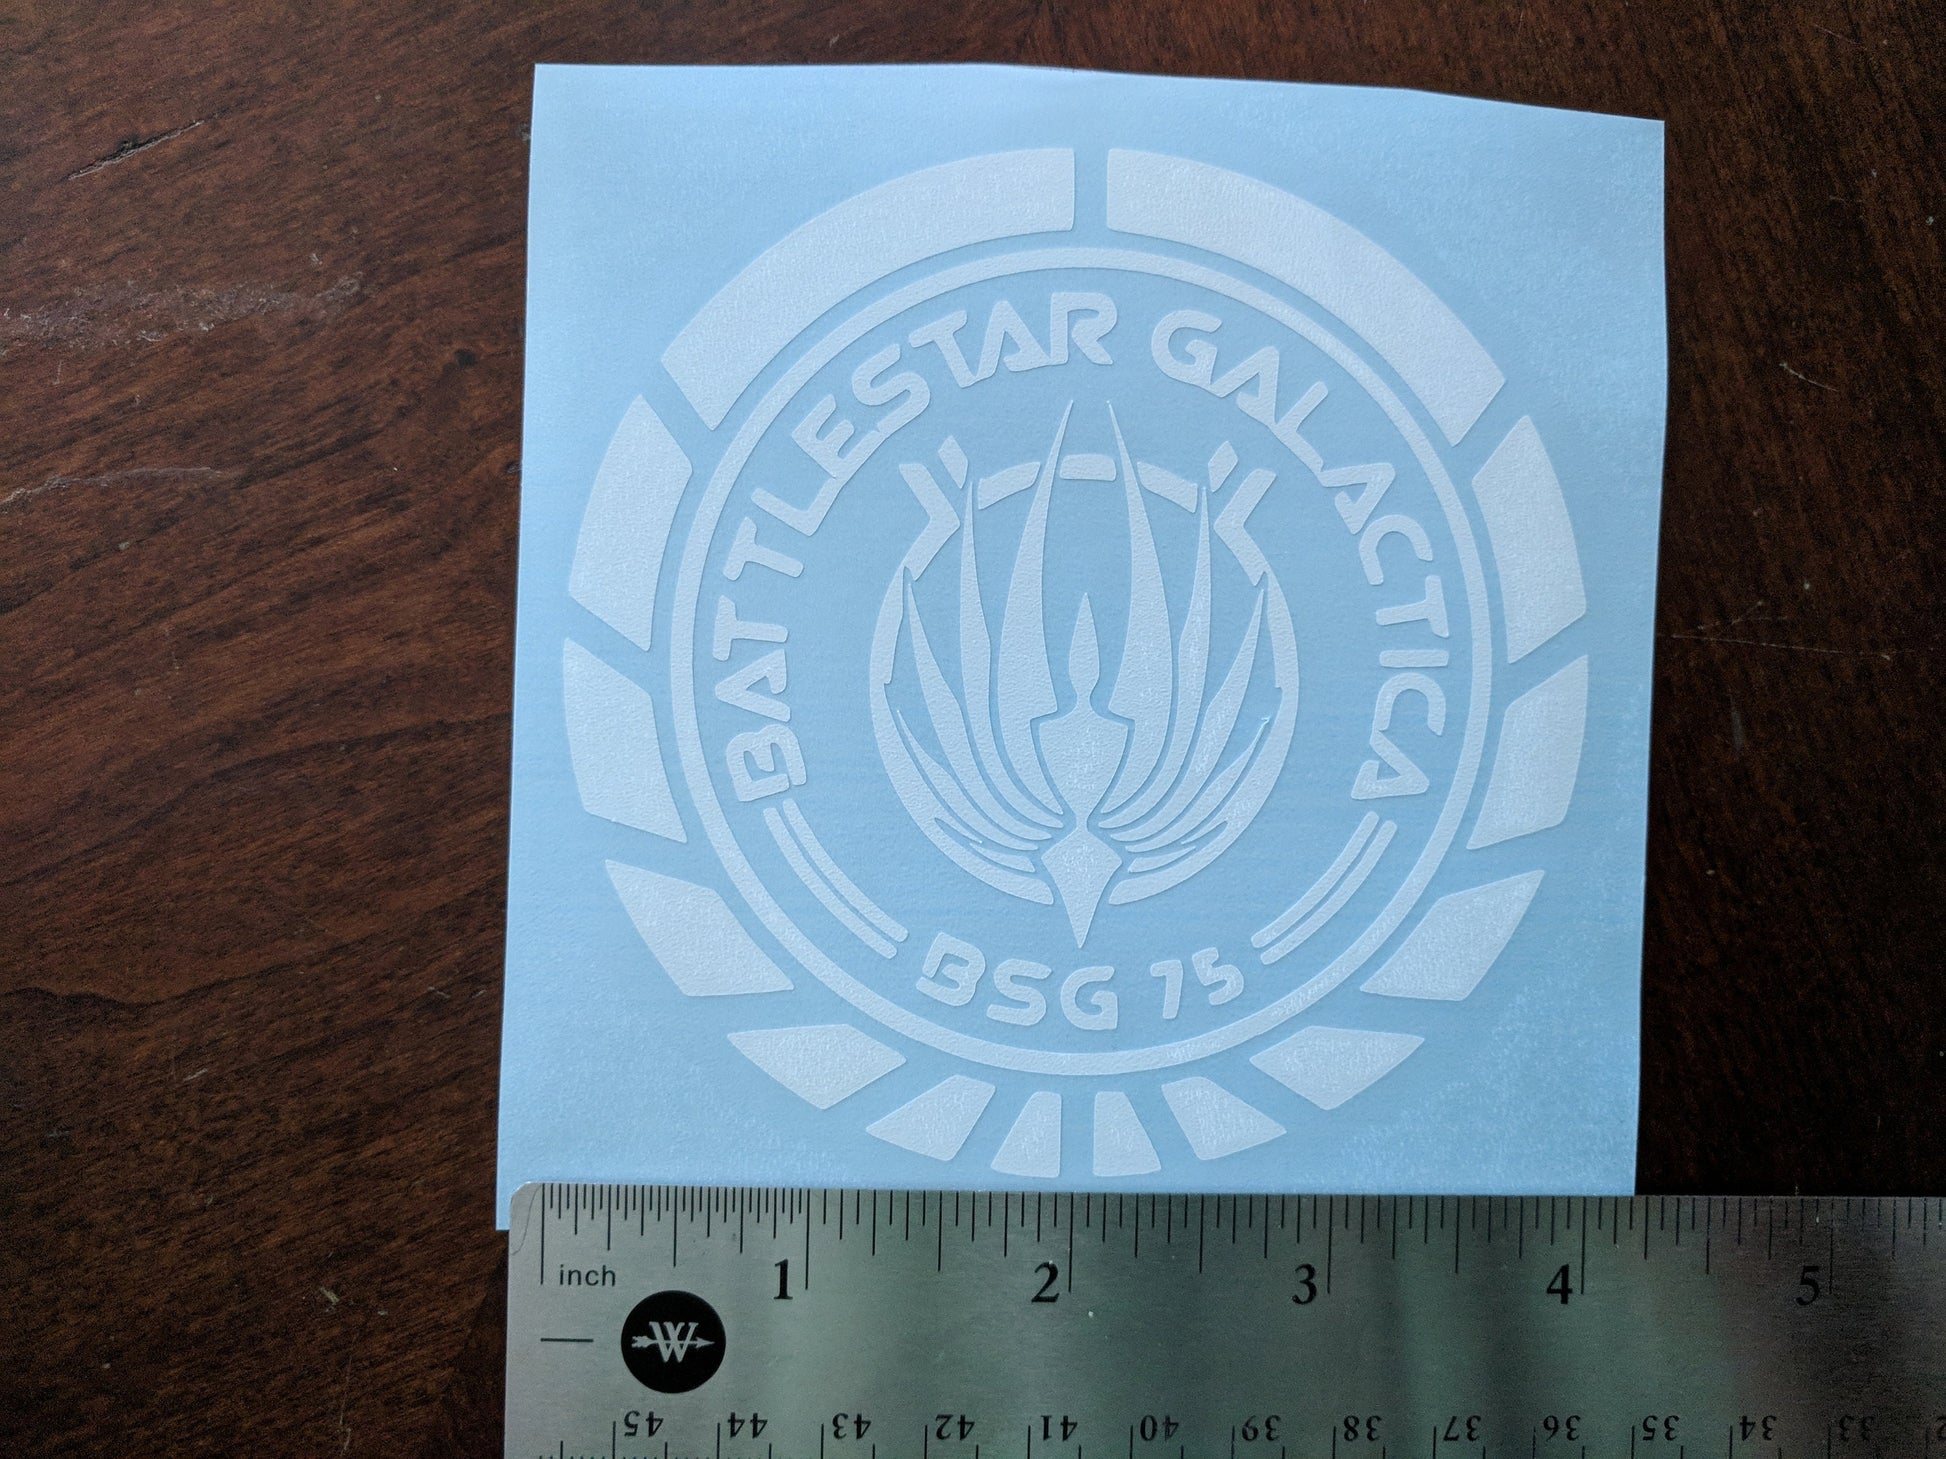 BATTLESTAR GALACTICA
BSG 75
inch 1 2 3 4 5
W
45 44 43 42 41 40 39 38 37 36 35 34 33